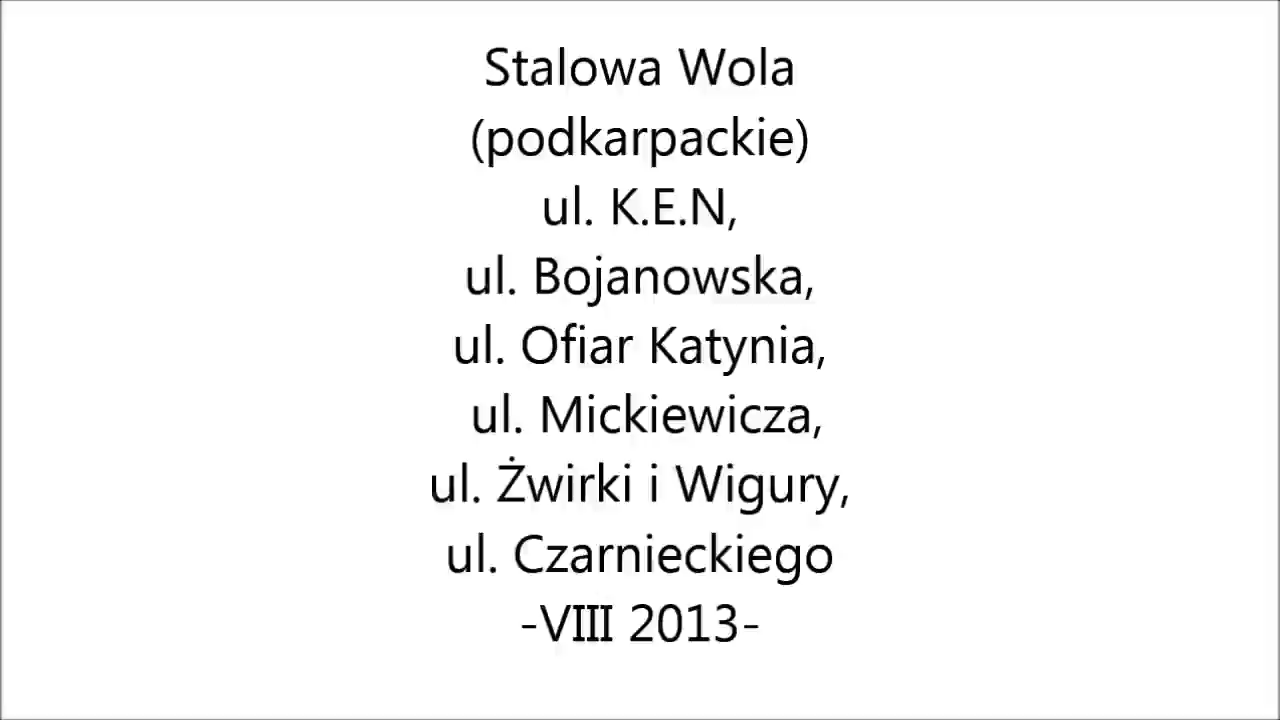 Stalowa Wola
(podkarpackie)
ul. K.E.N,
ul. Bojanowska,
ul. Ofiar Katynia,
ul. Mickiewicza,
ul. Żwirki i Wigury,
ul. Czarnieckiego
-VIII 2013-